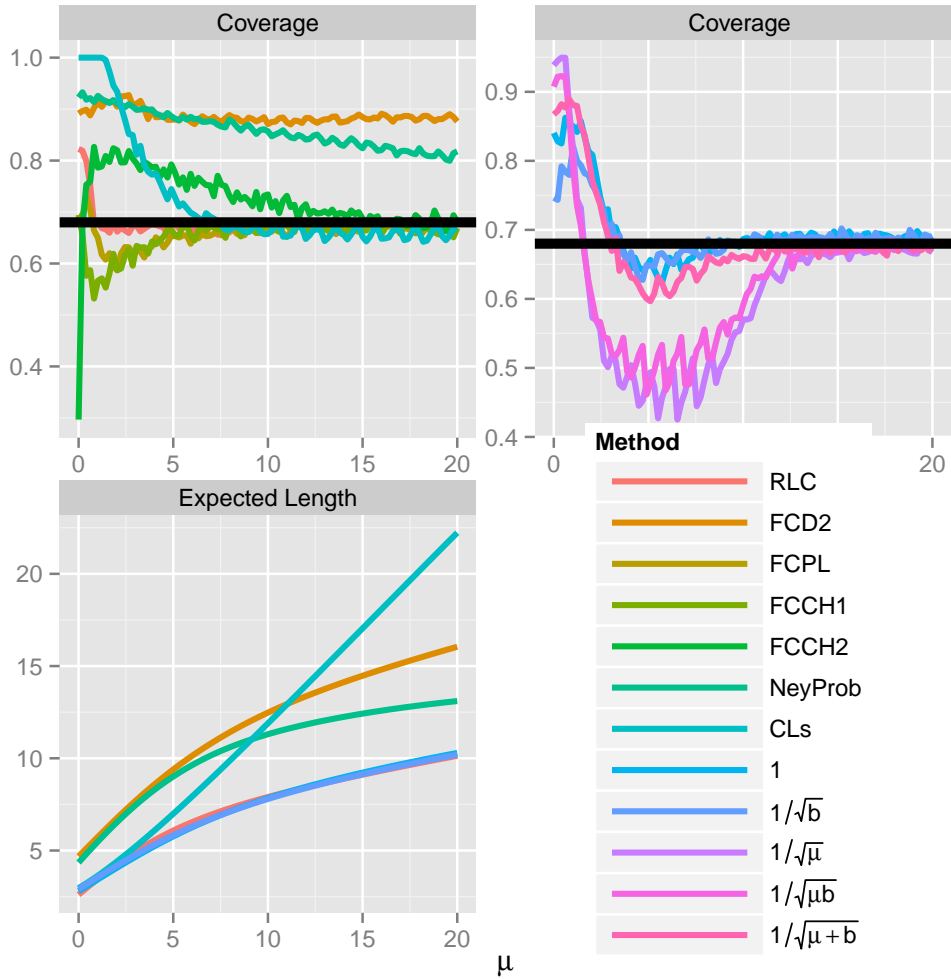 Coverage
1.0
0.8
0.6
0.4
0 5 10 15 20
Coverage
0.9
0.8
0.7
0.6
0.5
0.4
0 20
Expected Length
20
15
10
5
0 5 10 15 20
μ
Method
RLC
FCD2
FCPL
FCCH1
FCCH2
NeyProb
CLs
1
1/√b
1/√μ
1/√μb
1/√μ + b